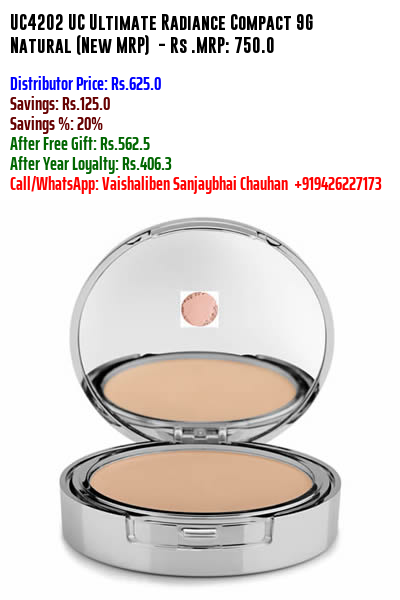 UC4202 UC Ultimate Radiance Compact 9G
Natural (New MRP) - Rs .MRP: 750.0
Distributor Price: Rs.625.0
Savings: Rs.125.0
Savings %: 20%
After Free Gift: Rs.562.5
After Year Loyalty: Rs.406.3
Call/WhatsApp: Vaishaliben Sanjaybhai Chauhan +919426227173